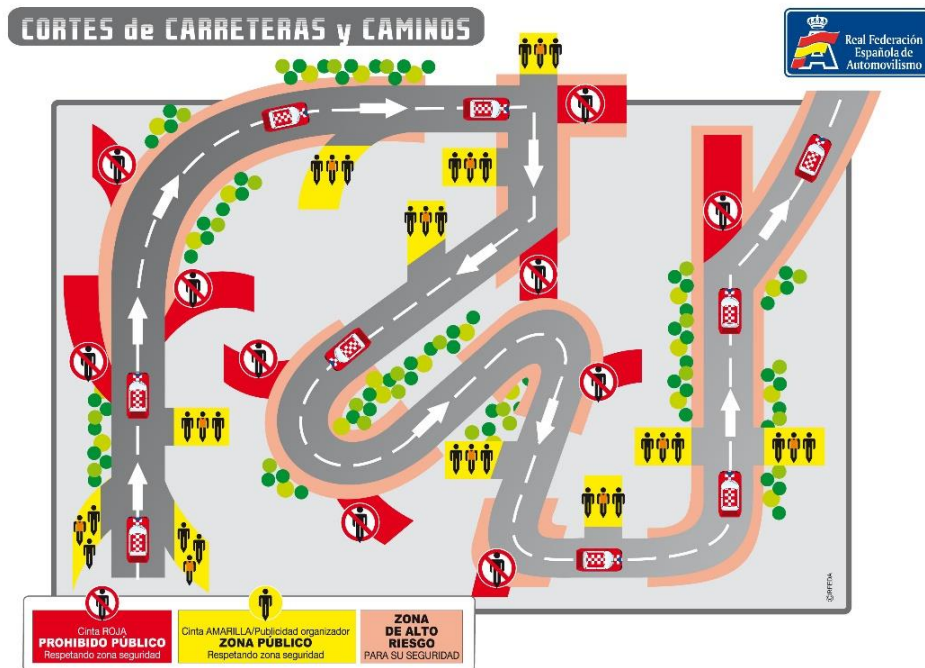 CORTES de CARRETERAS y CAMINOS
Real Federación
Española de
Automovilismo
©RFEDA
Cinta ROJA
PROHIBIDO PÚBLICO
Respetando zona seguridad
Cinta AMARILLA/Publicidad organizador
ZONA PÚBLICO
Respetando zona seguridad
ZONA
DE ALTO
RIESGO
PARA SU SEGURIDAD